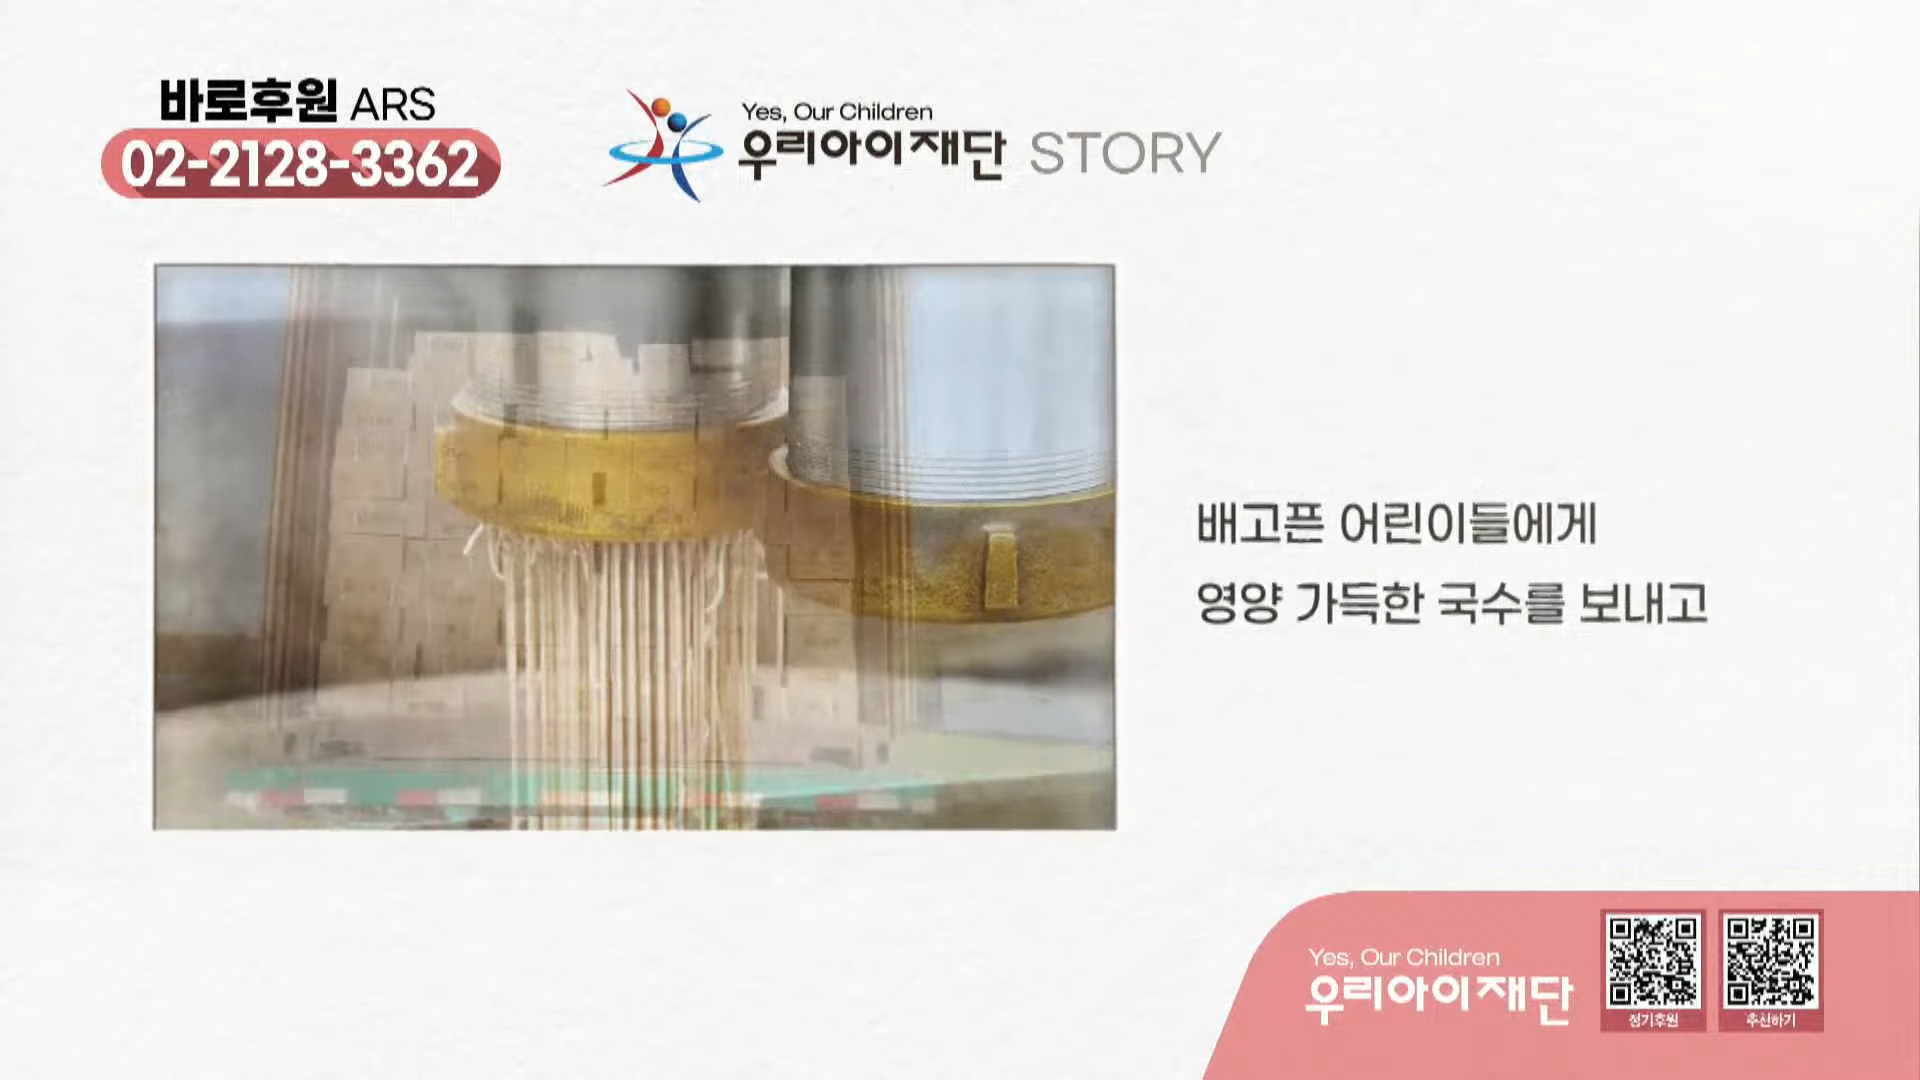 바로후원 ARS
02-2128-3362
Yes, Our Children
우리아이재단 STORY
배고픈 어린이들에게
영양 가득한 국수를 보내고
Yes, Our Children
우리아이재단
정기후원
추천하기